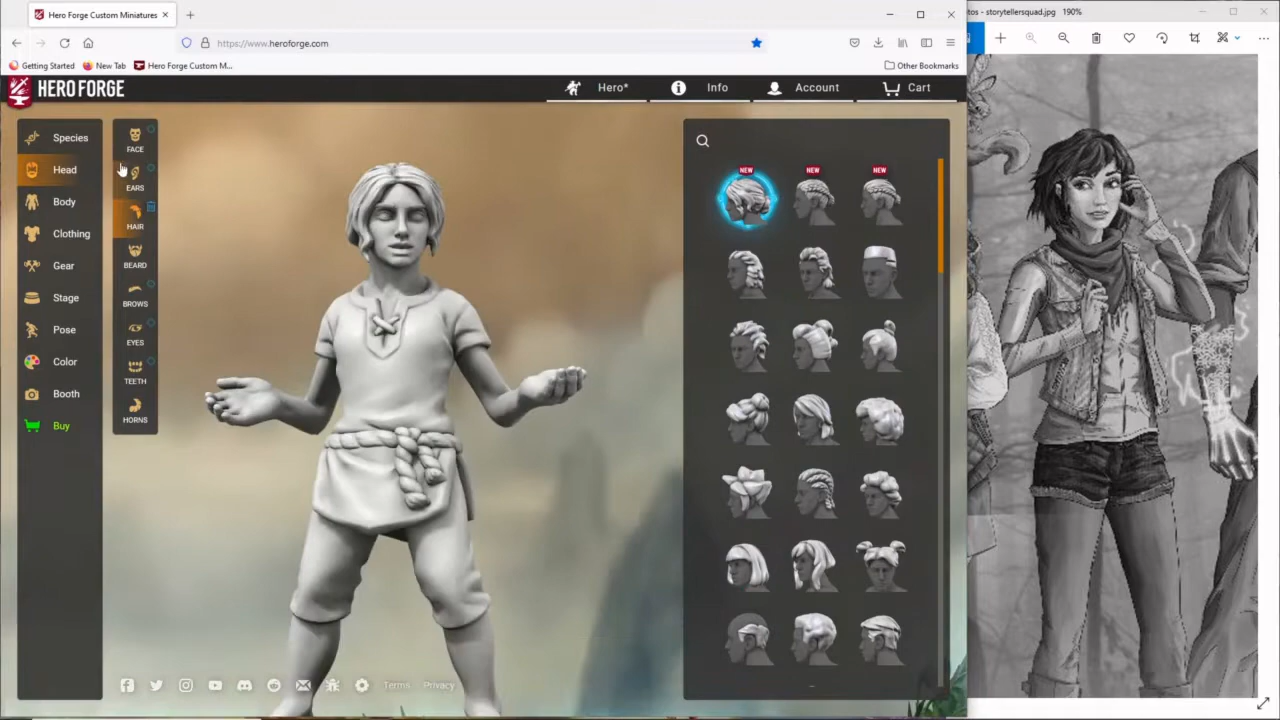 Hero Forge Custom Miniatures
tos - storytellersquad.jpg 190%
https://www.heroforge.com
Getting Started
New Tab
Hero Forge Custom M...
Other Bookmarks
HERO FORGE
Hero*
Info
Account
Cart
Species
Head
Body
Clothing
Gear
Stage
Pose
Color
Booth
Buy
FACE
EARS
HAIR
BEARD
BROWS
EYES
TEETH
HORNS
NEW
NEW
NEW
Terms
Privacy